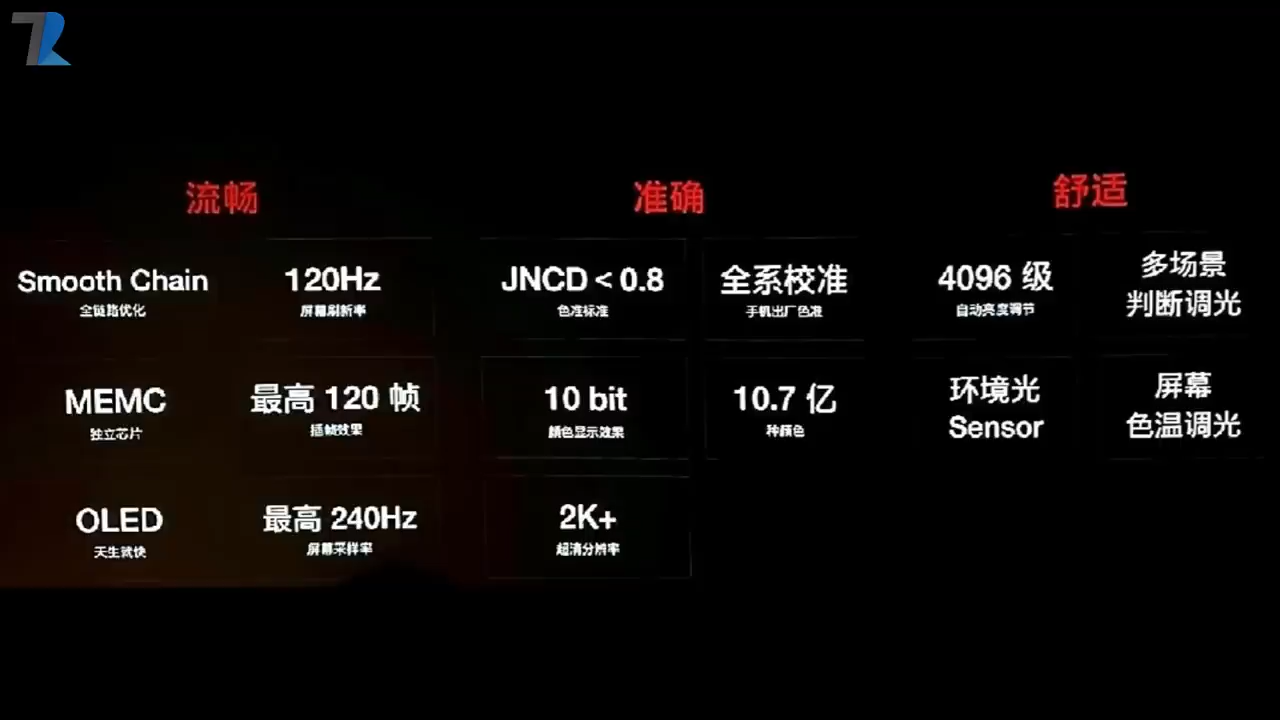 流畅
Smooth Chain
全链路优化
120Hz
屏幕刷新率
MEMC
独立芯片
最高 120 帧
插帧效果
OLED
天生就快
最高 240Hz
屏幕采样率
准确
JNCD < 0.8
色准标准
全系校准
手机出厂色准
10 bit
颜色显示效果
10.7 亿
种颜色
2K+
超清分辨率
舒适
4096 级
自动亮度调节
多场景
判断调光
环境光
Sensor
屏幕
色温调光